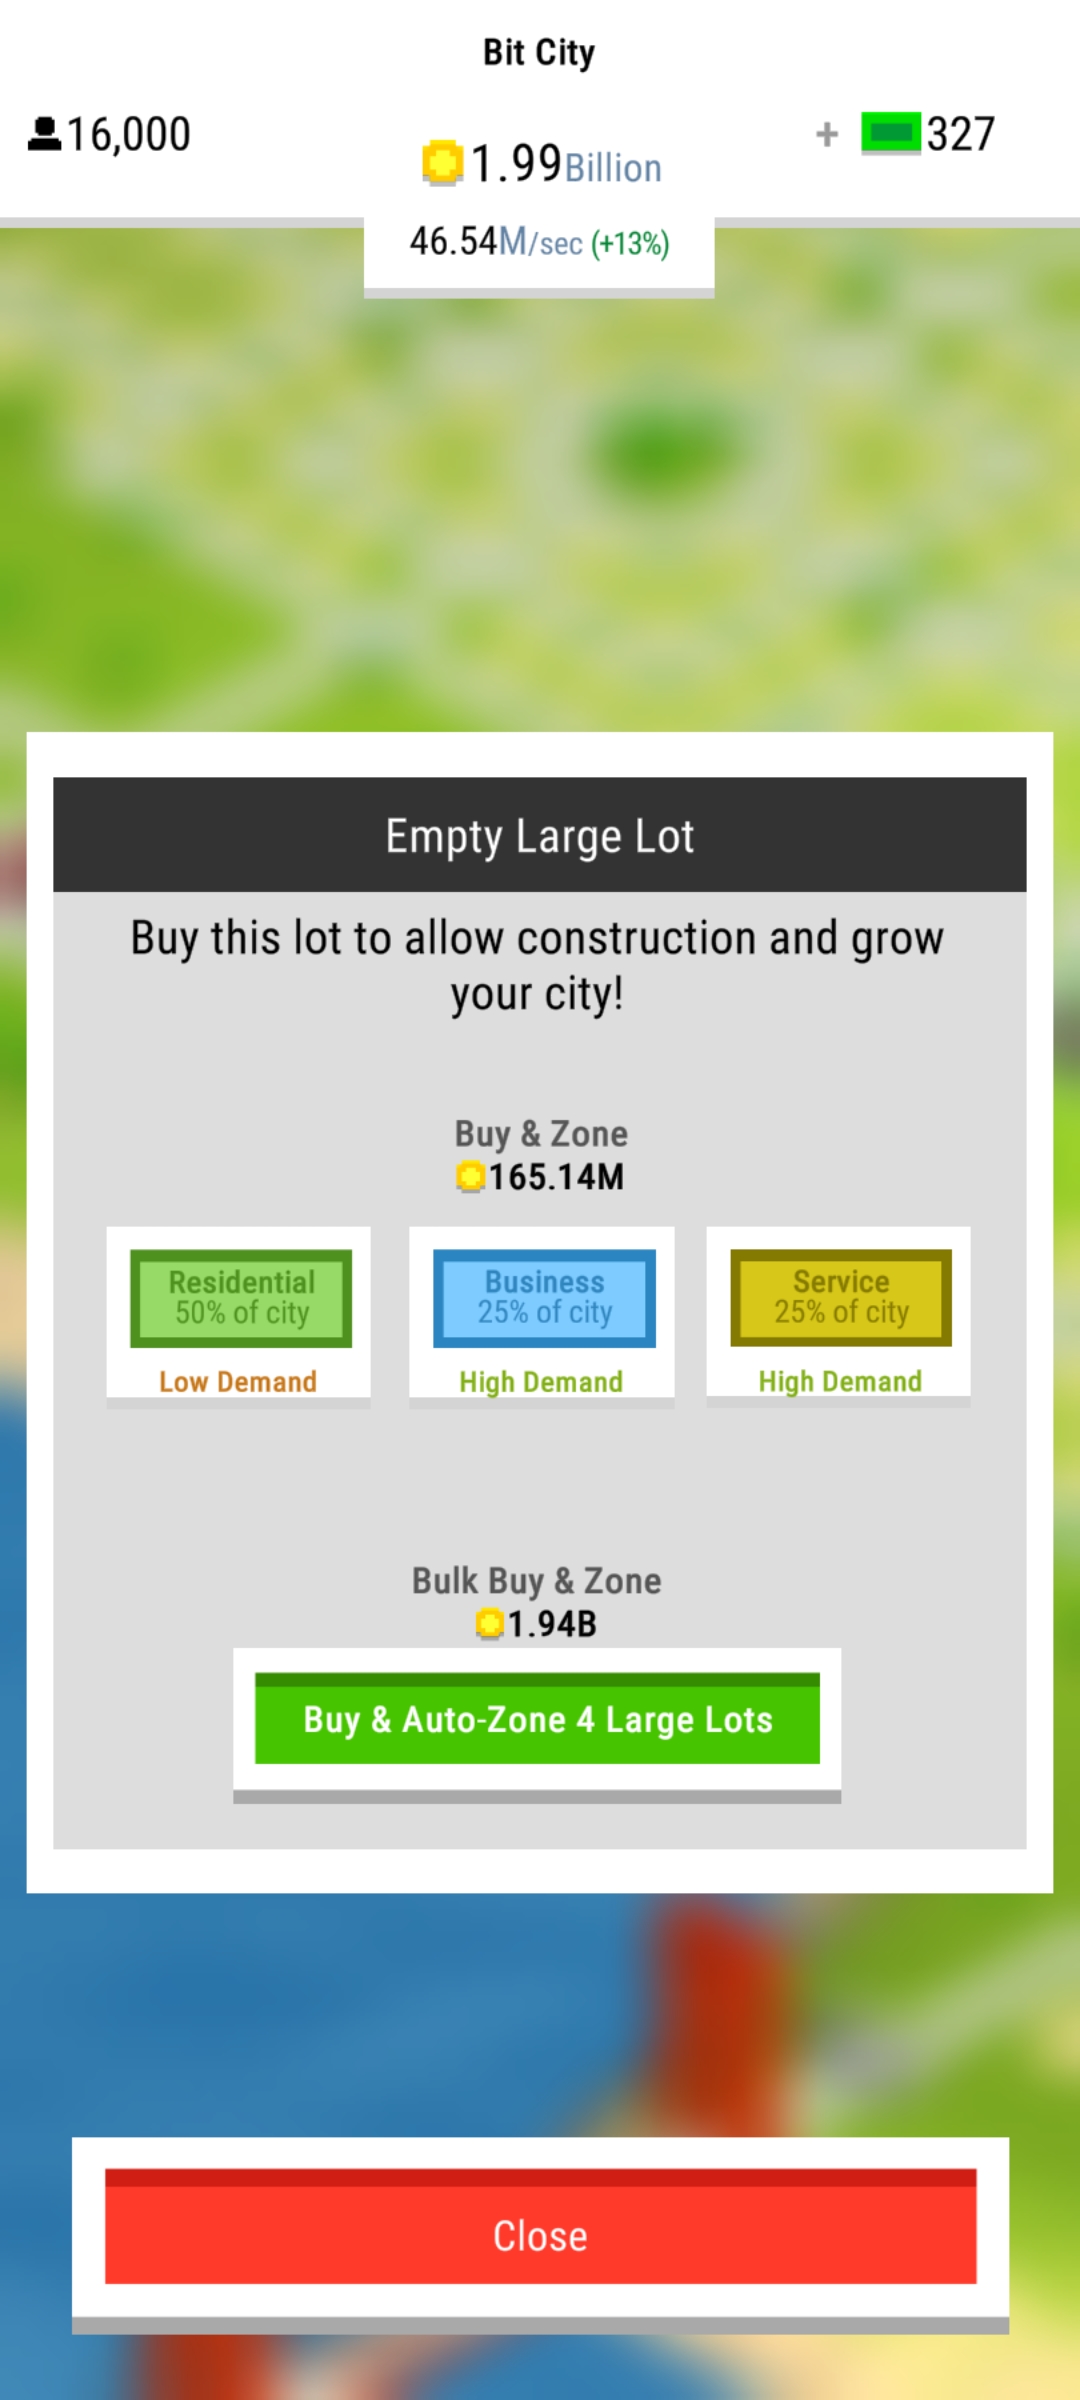 Bit City
16,000
1.99Billion
+ 327
46.54M/sec (+13%)
Empty Large Lot
Buy this lot to allow construction and grow
your city!
Buy & Zone
165.14M
Residential
50% of city
Low Demand
Business
25% of city
High Demand
Service
25% of city
High Demand
Bulk Buy & Zone
1.94B
Buy & Auto-Zone 4 Large Lots
Close